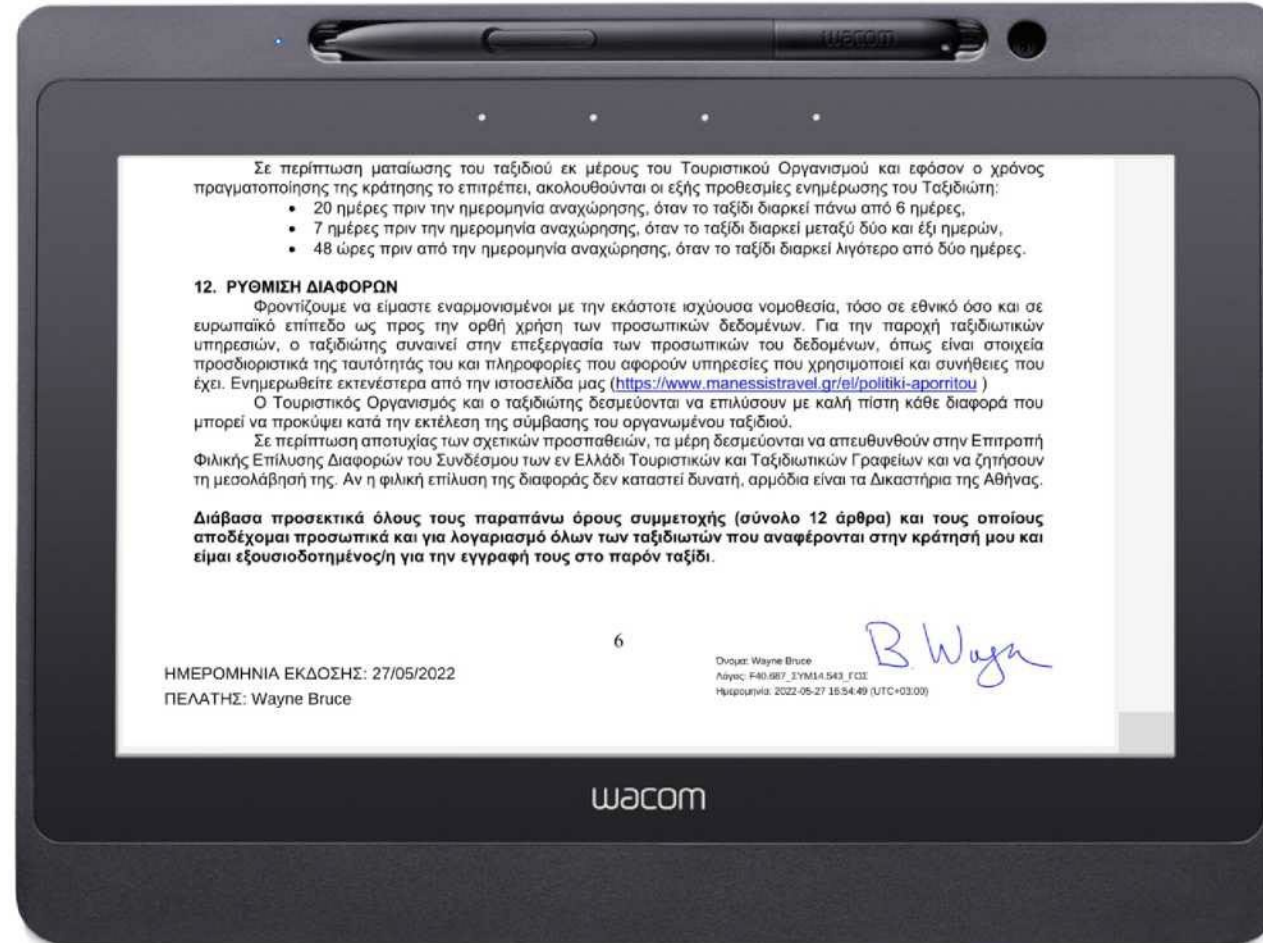 wacom
Σε περίπτωση ματαίωσης του ταξιδιού εκ μέρους του Τουριστικού Οργανισμού και εφόσον ο χρόνος
πραγματοποίησης της κράτησης το επιτρέπει, ακολουθούνται οι εξής προθεσμίες ενημέρωσης του Ταξιδιώτη:
• 20 ημέρες πριν την ημερομηνία αναχώρησης, όταν το ταξίδι διαρκεί πάνω από 6 ημέρες,
• 7 ημέρες πριν την ημερομηνία αναχώρησης, όταν το ταξίδι διαρκεί μεταξύ δύο και έξι ημερών,
• 48 ώρες πριν από την ημερομηνία αναχώρησης, όταν το ταξίδι διαρκεί λιγότερο από δύο ημέρες.
12. ΡΥΘΜΙΣΗ ΔΙΑΦΟΡΩΝ
Φροντίζουμε να είμαστε εναρμονισμένοι με την εκάστοτε ισχύουσα νομοθεσία, τόσο σε εθνικό όσο και σε
ευρωπαϊκό επίπεδο ως προς την ορθή χρήση των προσωπικών δεδομένων. Για την παροχή ταξιδιωτικών
υπηρεσιών, ο ταξιδιώτης συναινεί στην επεξεργασία των προσωπικών του δεδομένων, όπως είναι στοιχεία
προσδιοριστικά της ταυτότητάς του και πληροφορίες που αφορούν υπηρεσίες που χρησιμοποιεί και συνήθειες που
έχει. Ενημερωθείτε εκτενέστερα από την ιστοσελίδα μας (https://www.manessistravel.gr/el/politiki-aporritou )
Ο Τουριστικός Οργανισμός και ο ταξιδιώτης δεσμεύονται να επιλύσουν με καλή πίστη κάθε διαφορά που
μπορεί να προκύψει κατά την εκτέλεση της σύμβασης του οργανωμένου ταξιδιού.
Σε περίπτωση αποτυχίας των σχετικών προσπαθειών, τα μέρη δεσμεύονται να απευθυνθούν στην Επιτροπή
Φιλικής Επίλυσης Διαφορών του Συνδέσμου των εν Ελλάδι Τουριστικών και Ταξιδιωτικών Γραφείων και να ζητήσουν
τη μεσολάβησή της. Αν η φιλική επίλυση της διαφοράς δεν καταστεί δυνατή, αρμόδια είναι τα Δικαστήρια της Αθήνας.
Διάβασα προσεκτικά όλους τους παραπάνω όρους συμμετοχής (σύνολο 12 άρθρα) και τους οποίους
αποδέχομαι προσωπικά και για λογαριασμό όλων των ταξιδιωτών που αναφέρονται στην κράτησή μου και
είμαι εξουσιοδοτημένος/η για την εγγραφή τους στο παρόν ταξίδι.
6
ΗΜΕΡΟΜΗΝΙΑ ΕΚΔΟΣΗΣ: 27/05/2022
ΠΕΛΑΤΗΣ: Wayne Bruce
Όνομα: Wayne Bruce
Λόγος: F40.687_ΣΥΜ14.543_ΓΟΣ
Ημερομηνία: 2022-05-27 16:54:49 (UTC+03:00)
wacom